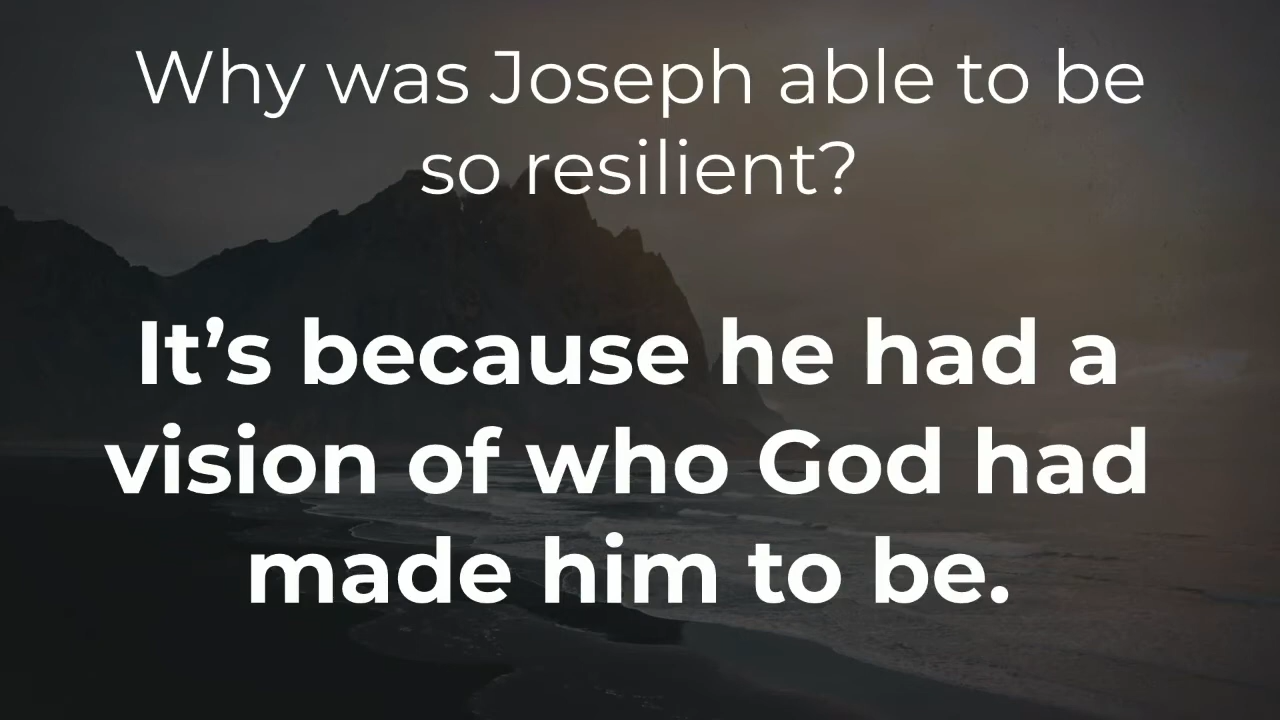 Why was Joseph able to be
so resilient?
It’s because he had a
vision of who God had
made him to be.